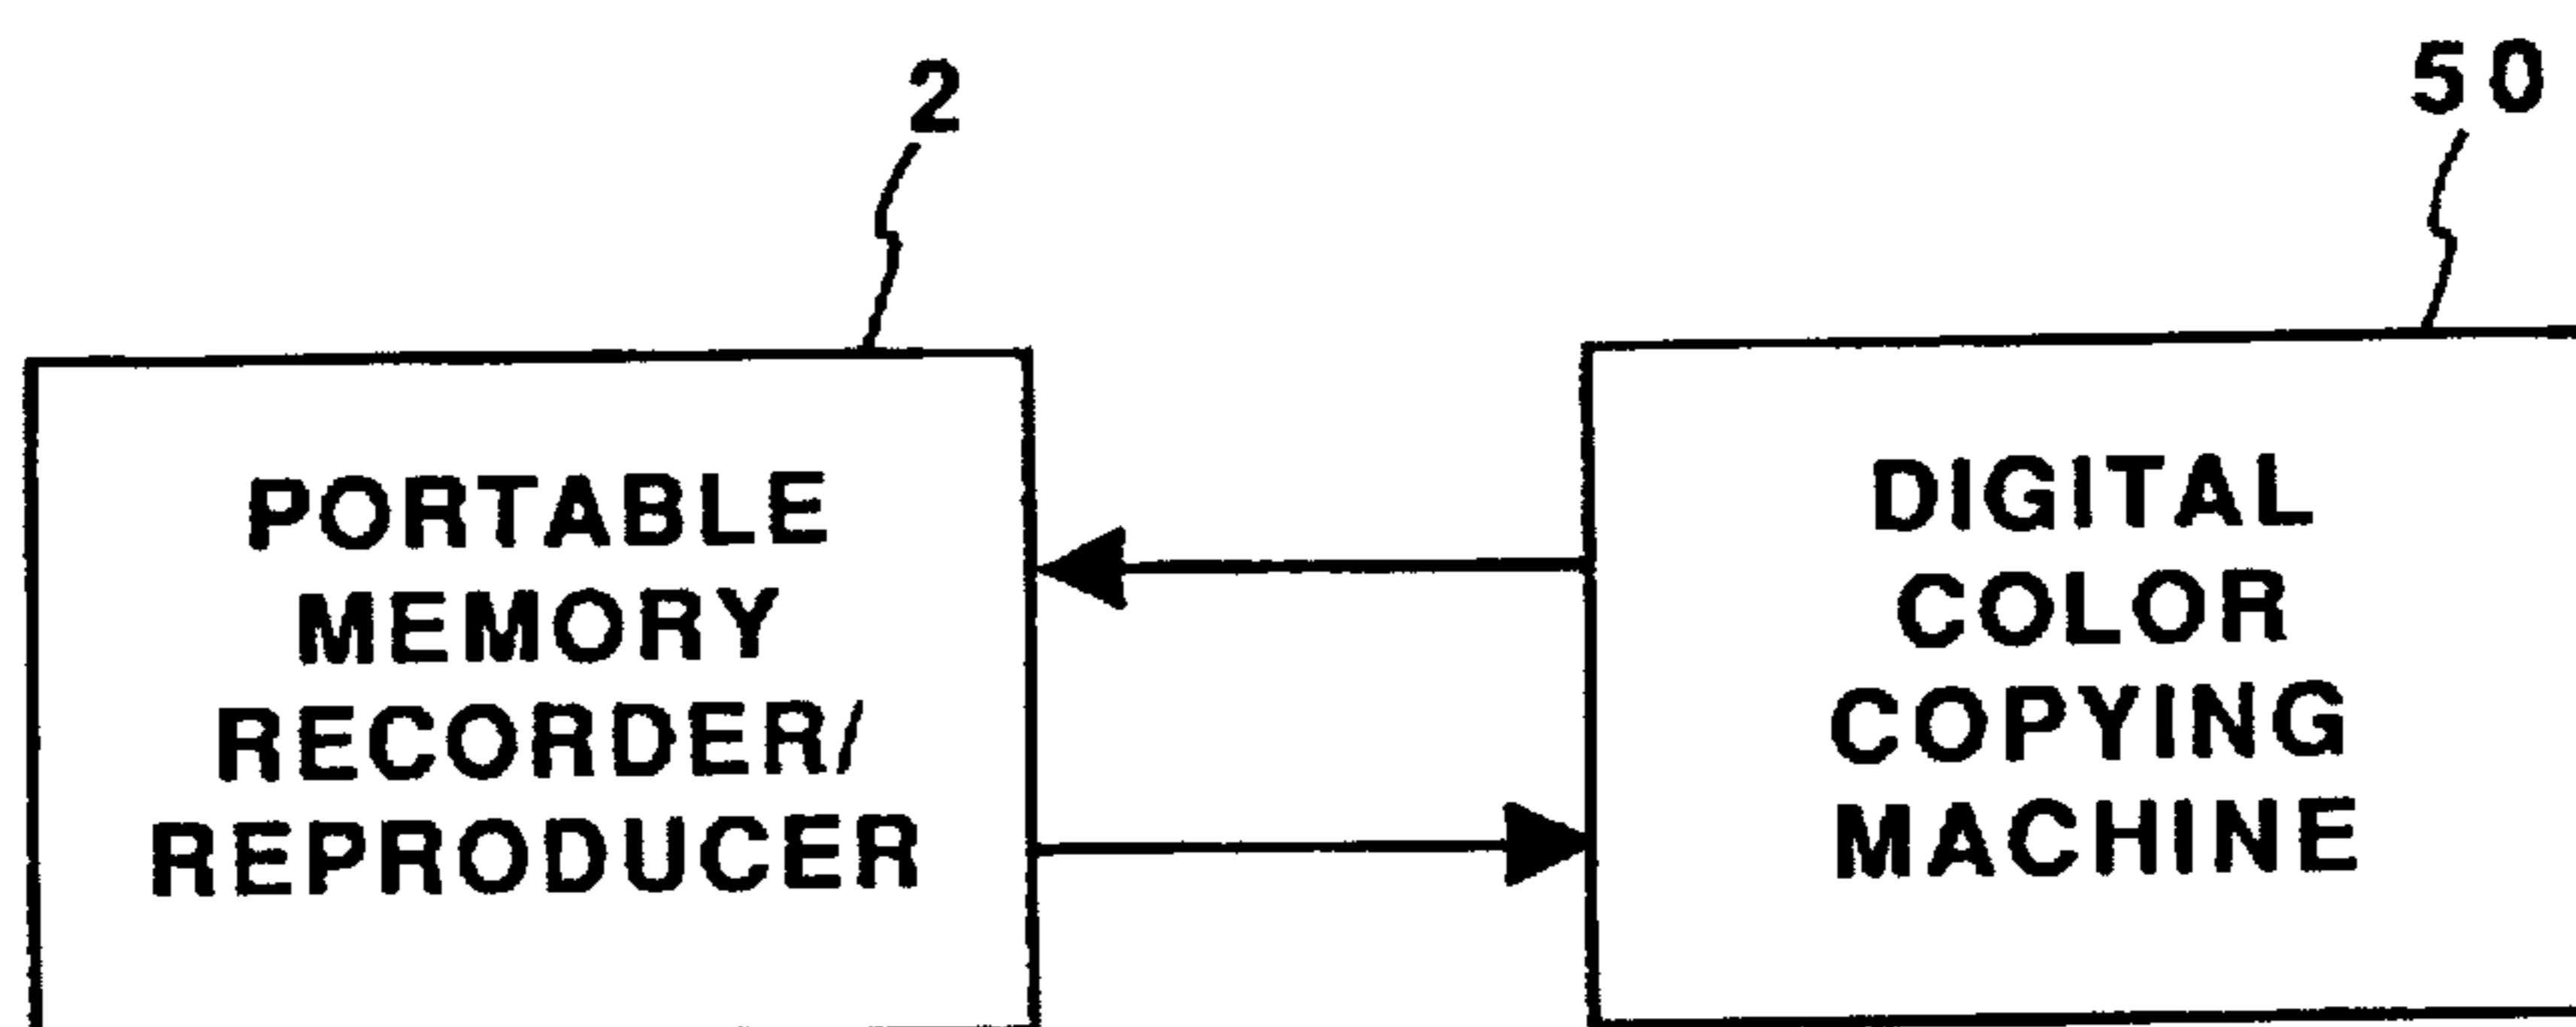 2
50
PORTABLE
MEMORY
RECORDER/
REPRODUCER
DIGITAL
COLOR
COPYING
MACHINE